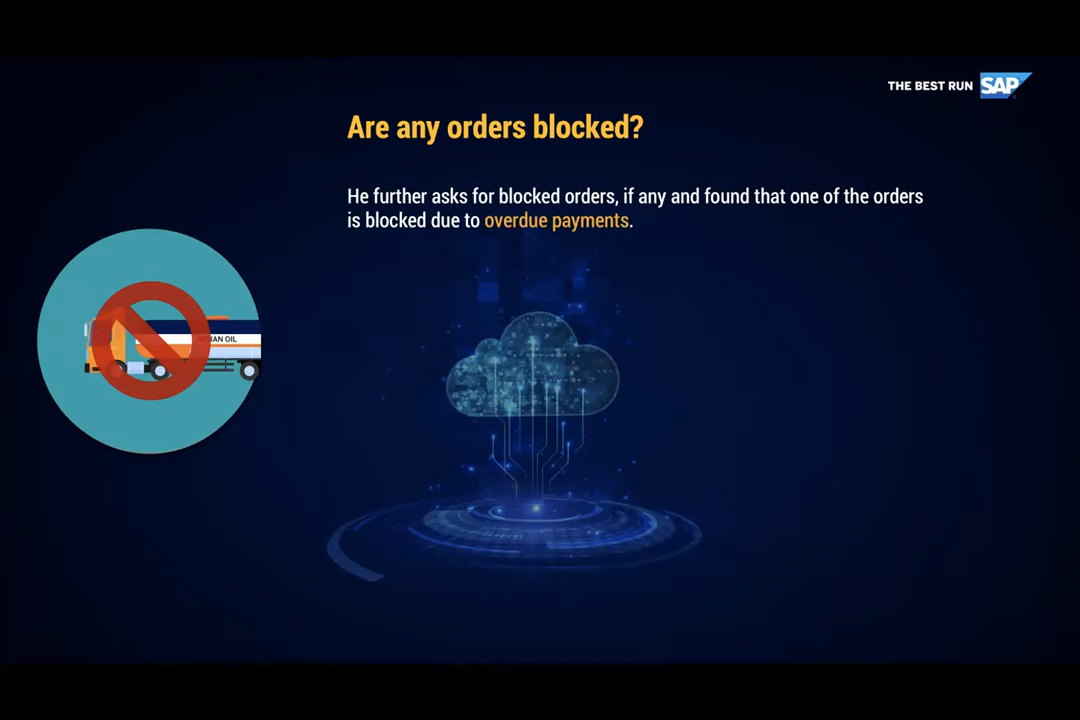 THE BEST RUN SAP
Are any orders blocked?
He further asks for blocked orders, if any and found that one of the orders
is blocked due to overdue payments.
OIL